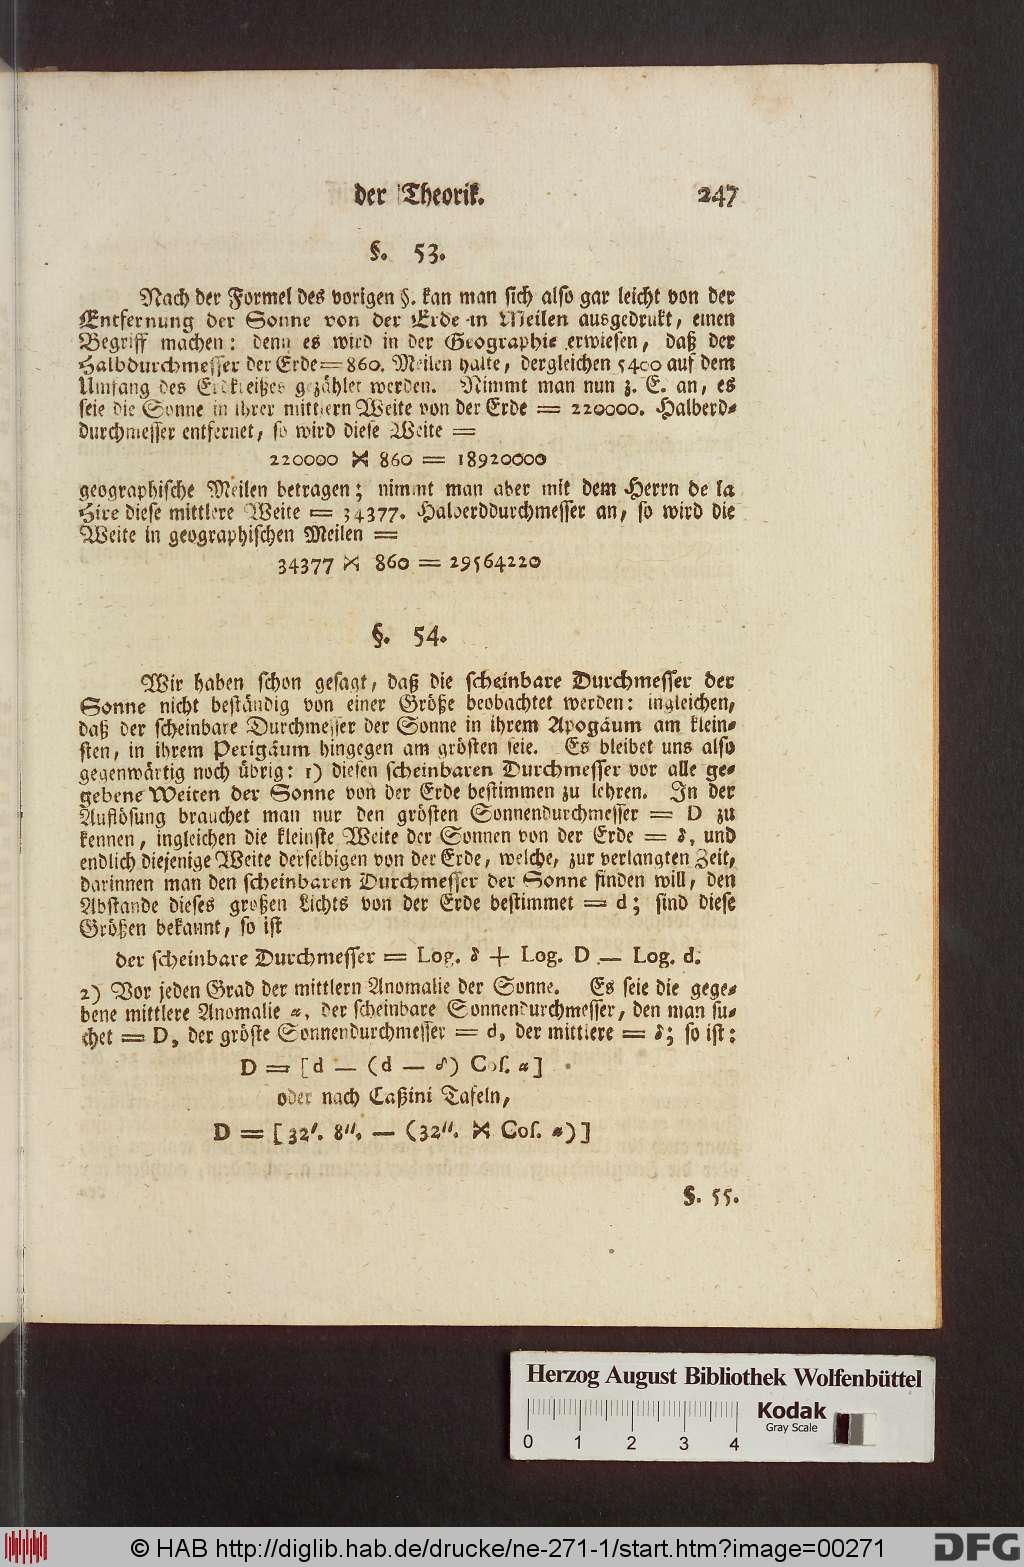 der Theorik. 247
§. 53.
Nach der Formel des vorigen §. kan man sich also gar leicht von der
Entfernung der Sonne von der Erde in Meilen ausgedrukt, einen
Begriff machen: denn es wird in der Geographie erwiesen, daß der
Halbdurchmesser der Erde=860. Meilen halte, dergleichen 5400 auf dem
Umfang des Erdkreißes gezählet werden. Nimmt man nun z. E. an, es
seie die Sonne in ihrer mittlern Weite von der Erde = 220000. Halberd-
durchmesser entfernet, so wird diese Weite =
220000 × 860 = 18920000
geographische Meilen betragen; nimmt man aber mit dem Herrn de la
Hire diese mittlere Weite = 34377. Halberddurchmesser an, so wird die
Weite in geographischen Meilen =
34377 × 860 = 29564220
§. 54.
Wir haben schon gesagt, daß die scheinbare Durchmesser der
Sonne nicht beständig von einer Größe beobachtet werden: ingleichen,
daß der scheinbare Durchmesser der Sonne in ihrem Apogäum am klein-
sten, in ihrem Perigäum hingegen am grösten seie. Es bleibet uns also
gegenwärtig noch übrig: 1) diesen scheinbaren Durchmesser vor alle ge-
gebene Weiten der Sonne von der Erde bestimmen zu lehren. In der
Auflösung brauchet man nur den grösten Sonnendurchmesser = D zu
kennen, ingleichen die kleinste Weite der Sonnen von der Erde = δ, und
endlich diejenige Weite derselbigen von der Erde, welche, zur verlangten Zeit,
darinnen man den scheinbaren Durchmesser der Sonne finden will, den
Abstande dieses großen Lichts von der Erde bestimmet = d; sind diese
Größen bekannt, so ist
der scheinbare Durchmesser = Log. δ + Log. D — Log. d.
2) Vor jeden Grad der mittlern Anomalie der Sonne. Es seie die gege-
bene mittlere Anomalie α, der scheinbare Sonnendurchmesser, den man su-
chet = D, der gröste Sonnendurchmesser = d, der mittlere = δ; so ist:
D = [d — (d — δ) Cos. α]
oder nach Caßini Tafeln,
D = [32′. 8″. — (32″. × Cos. α)]
§. 55.
Herzog August Bibliothek Wolfenbüttel
Kodak
Gray Scale
0 1 2 3 4
© HAB http://diglib.hab.de/drucke/ne-271-1/start.htm?image=00271
DFG